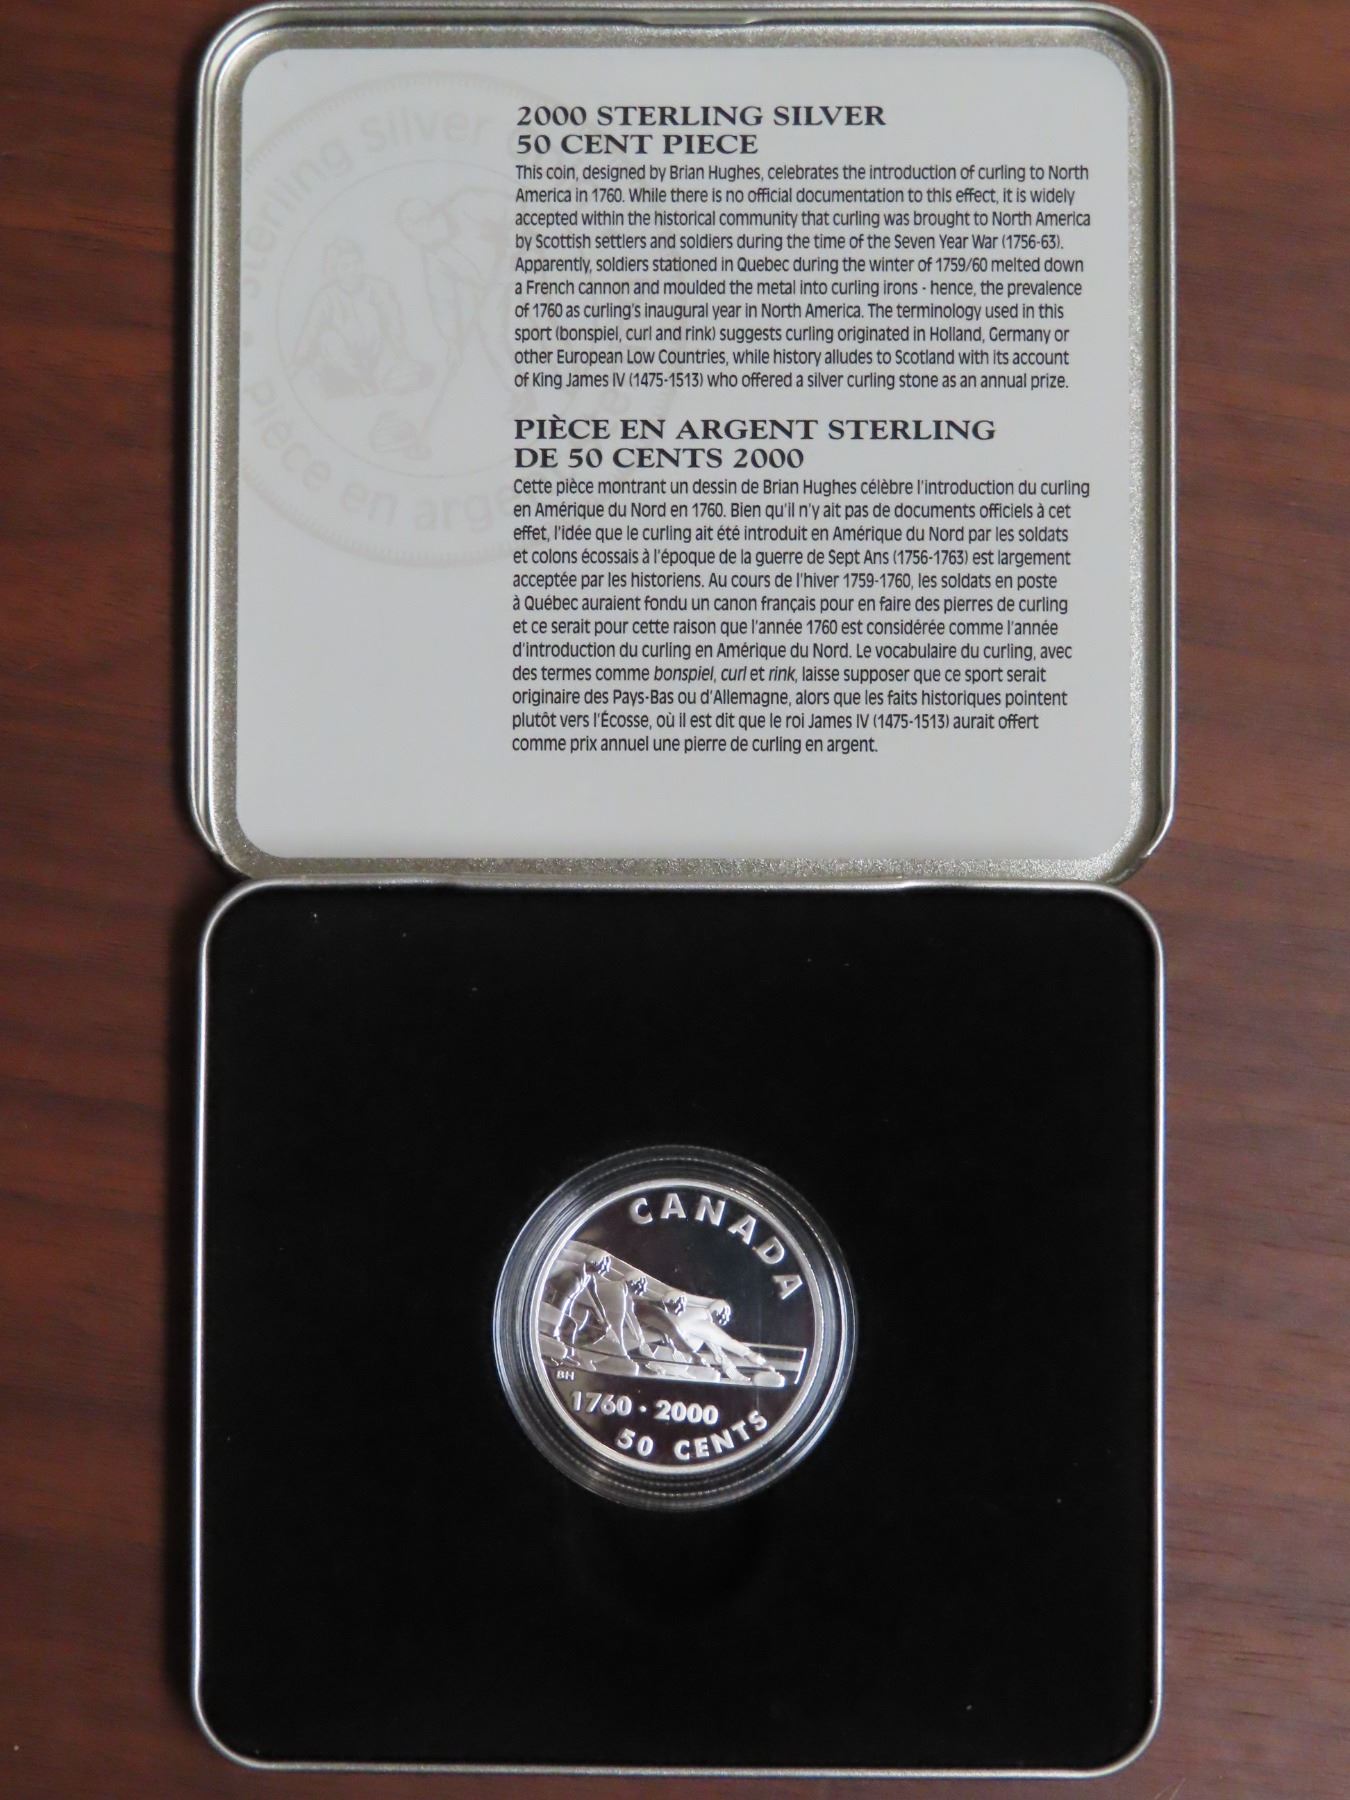 2000 STERLING SILVER
50 CENT PIECE
This coin, designed by Brian Hughes, celebrates the introduction of curling to North
America in 1760. While there is no official documentation to this effect, it is widely
accepted within the historical community that curling was brought to North America
by Scottish settlers and soldiers during the time of the Seven Year War (1756-63).
Apparently, soldiers stationed in Quebec during the winter of 1759/60 melted down
a French cannon and moulded the metal into curling irons - hence, the prevalence
of 1760 as curling's inaugural year in North America. The terminology used in this
sport (bonspiel, curl and rink) suggests curling originated in Holland, Germany or
other European Low Countries, while history alludes to Scotland with its account
of King James IV (1475-1513) who offered a silver curling stone as an annual prize.
PIÈCE EN ARGENT STERLING
DE 50 CENTS 2000
Cette pièce montrant un dessin de Brian Hughes célèbre l'introduction du curling
en Amérique du Nord en 1760. Bien qu'il n'y ait pas de documents officiels à cet
effet, l'idée que le curling ait été introduit en Amérique du Nord par les soldats
et colons écossais à l'époque de la guerre de Sept Ans (1756-1763) est largement
acceptée par les historiens. Au cours de l'hiver 1759-1760, les soldats en poste
à Québec auraient fondu un canon français pour en faire des pierres de curling
et ce serait pour cette raison que l'année 1760 est considérée comme l'année
d'introduction du curling en Amérique du Nord. Le vocabulaire du curling, avec
des termes comme bonspiel, curl et rink, laisse supposer que ce sport serait
originaire des Pays-Bas ou d'Allemagne, alors que les faits historiques pointent
plutôt vers l'Écosse, où il est dit que le roi James IV (1475-1513) aurait offert
comme prix annuel une pierre de curling en argent.
Sterling Silver
Pièce en
CANADA
BH
1760 · 2000
50 CENTS